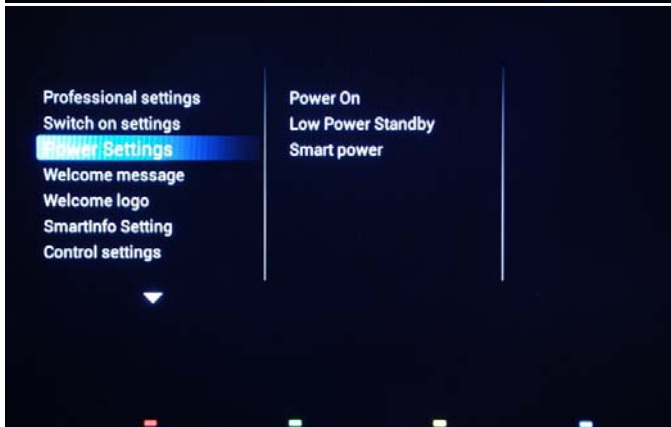 Professional settings
Switch on settings
Power Settings
Welcome message
Welcome logo
SmartInfo Setting
Control settings
Power On
Low Power Standby
Smart power